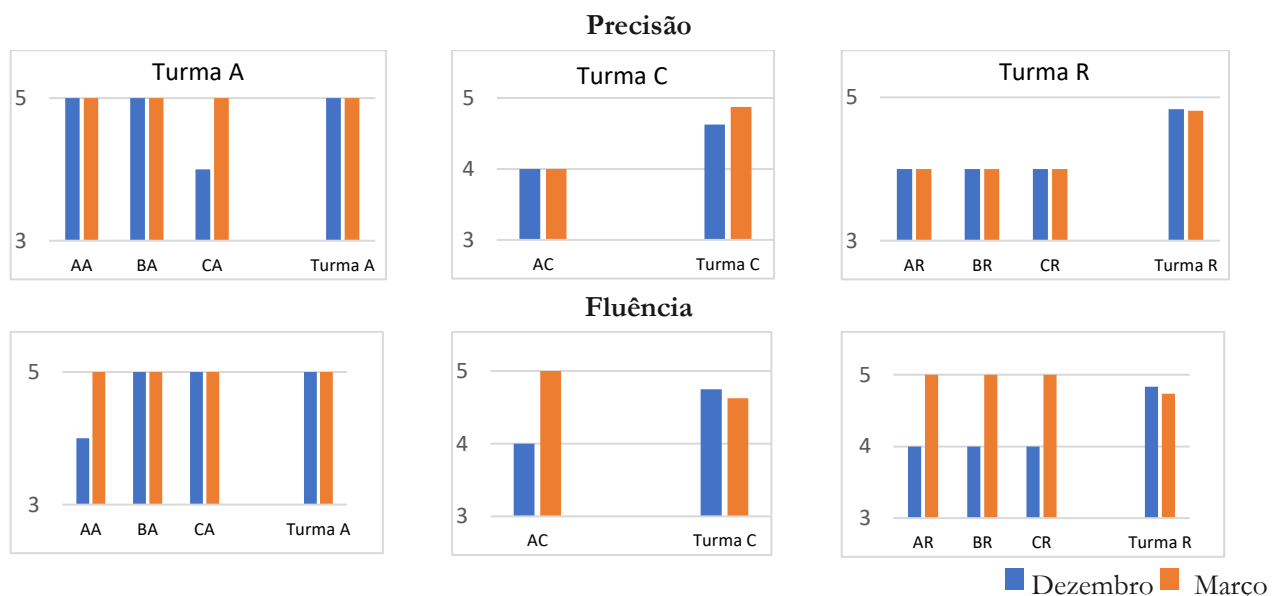 Precisão
Turma A
5
3
AA BA CA Turma A
Turma C
5
4
3
AC Turma C
Turma R
5
3
AR BR CR Turma R
Fluência
5
3
AA BA CA Turma A
5
4
3
AC Turma C
5
4
3
AR BR CR Turma R
Dezembro Março